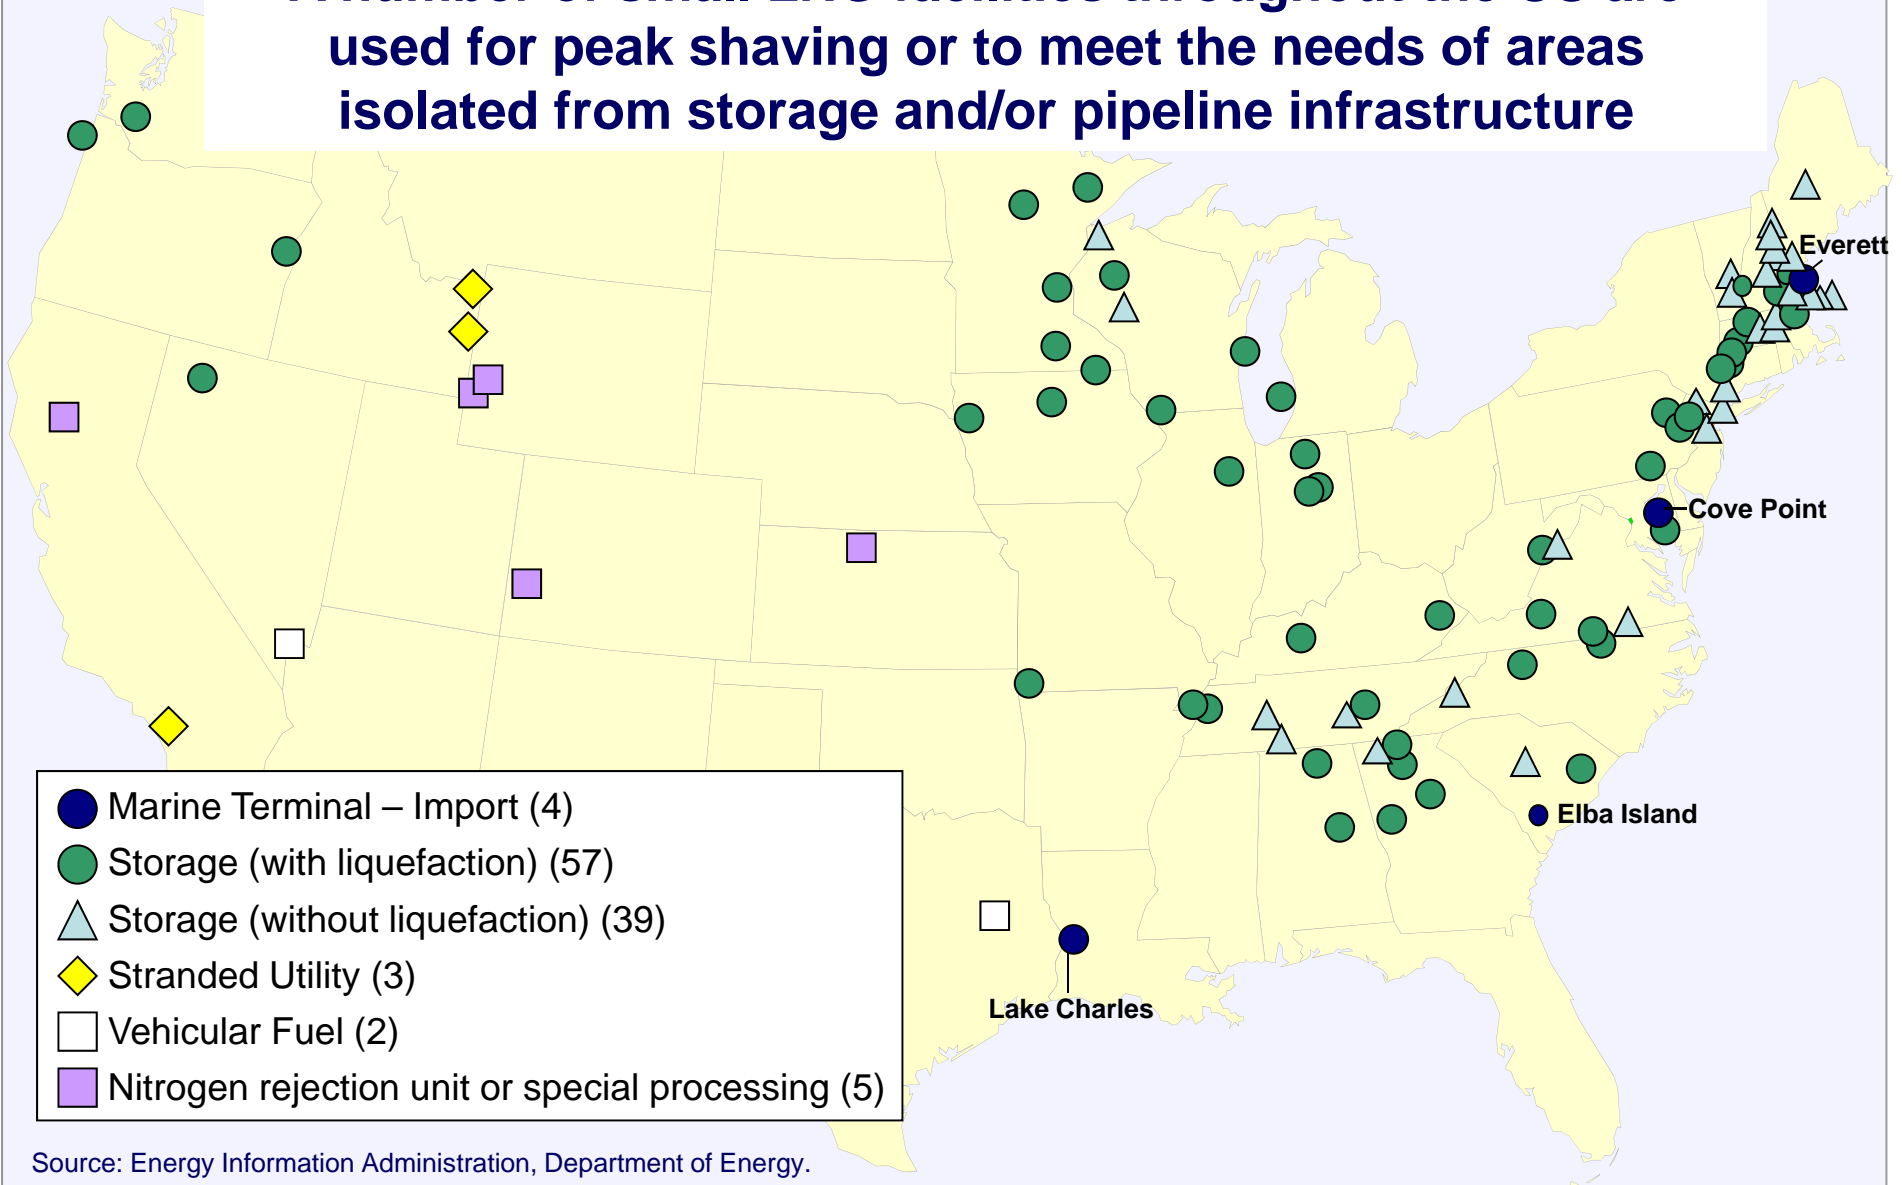 used for peak shaving or to meet the needs of areas
isolated from storage and/or pipeline infrastructure
Everett
Cove Point
Elba Island
Lake Charles
Marine Terminal – Import (4)
Storage (with liquefaction) (57)
Storage (without liquefaction) (39)
Stranded Utility (3)
Vehicular Fuel (2)
Nitrogen rejection unit or special processing (5)
Source: Energy Information Administration, Department of Energy.